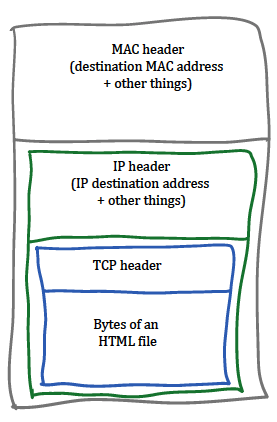 MAC header
(destination MAC address
+ other things)
IP header
(IP destination address
+ other things)
TCP header
Bytes of an
HTML file